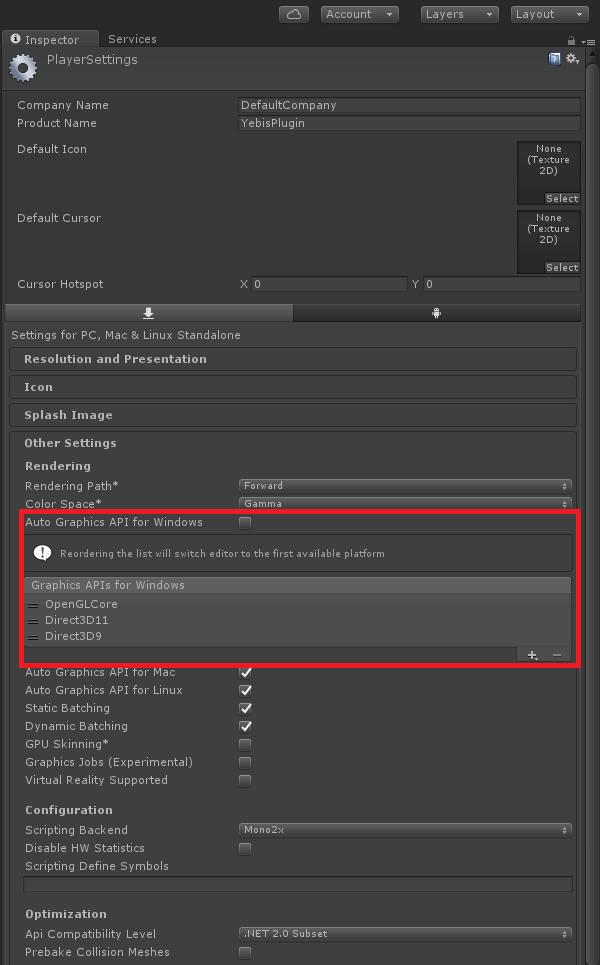 Account Layers Layout
Inspector Services
PlayerSettings
Company Name DefaultCompany
Product Name YebisPlugin
Default Icon
None
(Texture
2D)
Select
Default Cursor
None
(Texture
2D)
Select
Cursor Hotspot X 0 Y 0
Settings for PC, Mac & Linux Standalone
Resolution and Presentation
Icon
Splash Image
Other Settings
Rendering
Rendering Path* Forward
Color Space* Gamma
Auto Graphics API for Windows
Reordering the list will switch editor to the first available platform
Graphics APIs for Windows
OpenGLCore
Direct3D11
Direct3D9
Auto Graphics API for Mac
Auto Graphics API for Linux
Static Batching
Dynamic Batching
GPU Skinning*
Graphics Jobs (Experimental)
Virtual Reality Supported
Configuration
Scripting Backend Mono2x
Disable HW Statistics
Scripting Define Symbols
Optimization
Api Compatibility Level .NET 2.0 Subset
Prebake Collision Meshes